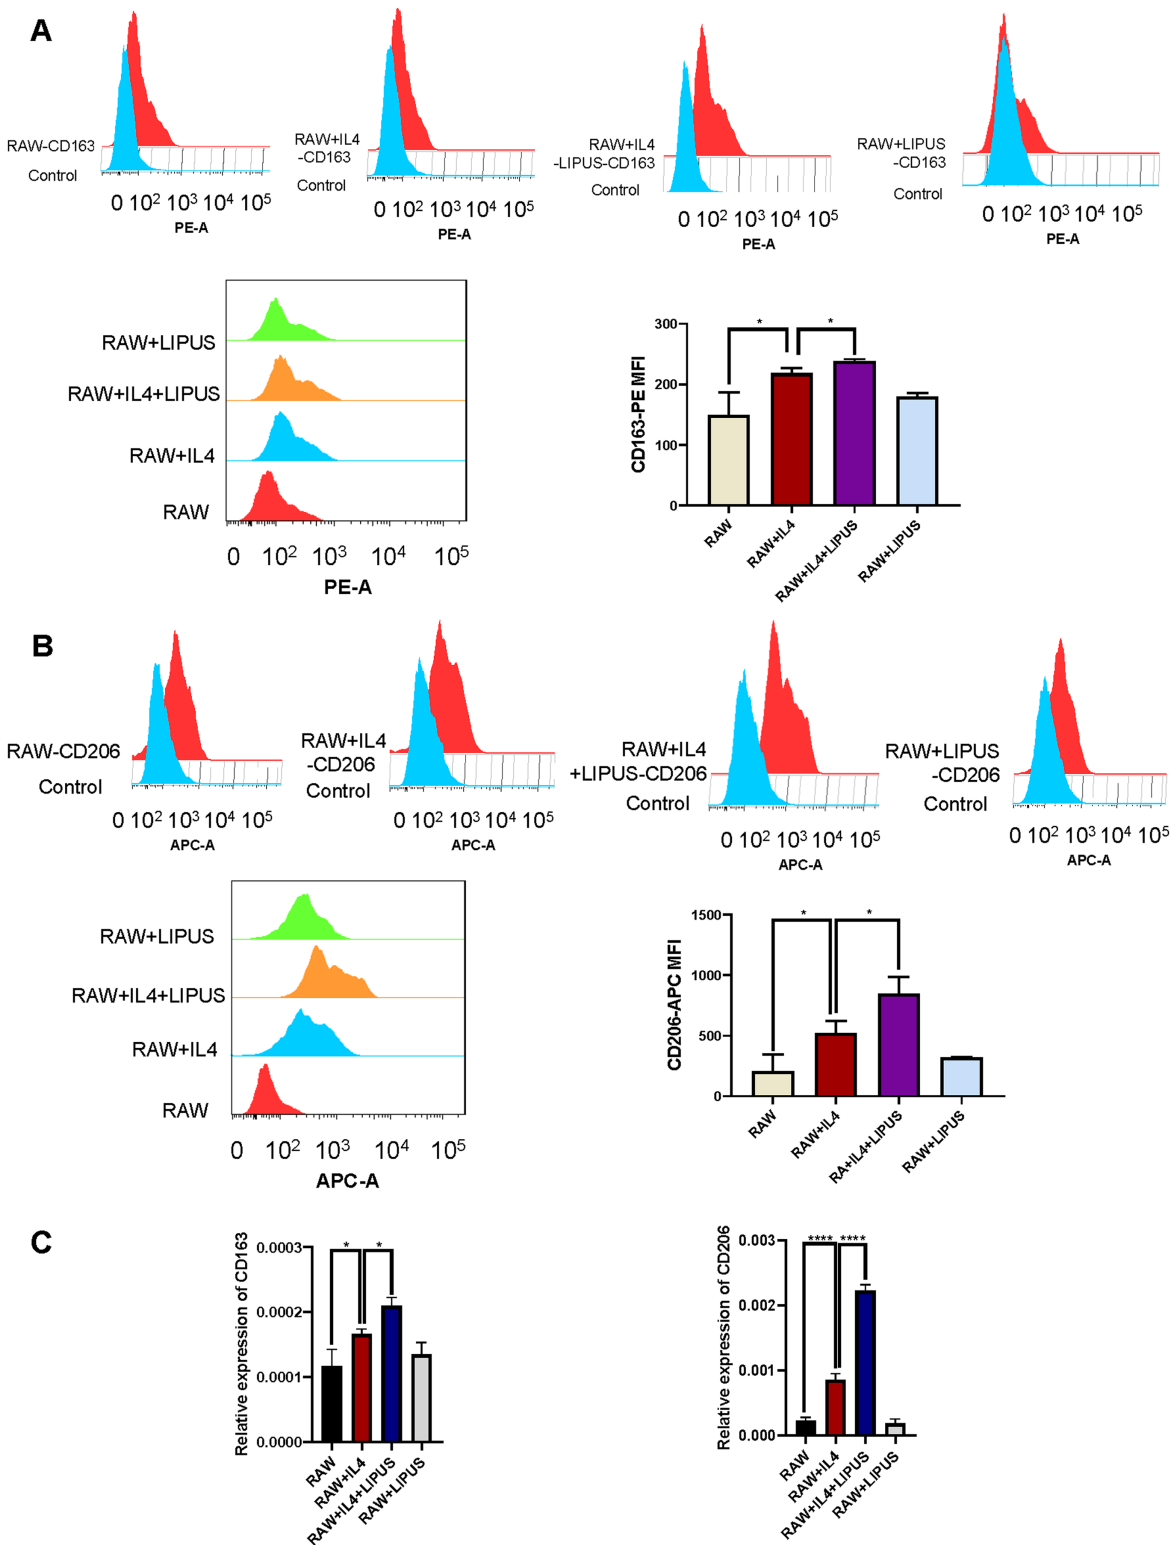 A
RAW-CD163
Control
0 10² 10³ 10⁴ 10⁵
PE-A
RAW+IL4
-CD163
Control
0 10² 10³ 10⁴ 10⁵
PE-A
RAW+IL4
-LIPUS-CD163
Control
0 10² 10³ 10⁴ 10⁵
PE-A
RAW+LIPUS
-CD163
Control
0 10² 10³ 10⁴ 10⁵
PE-A
RAW+LIPUS
RAW+IL4+LIPUS
RAW+IL4
RAW
0 10² 10³ 10⁴ 10⁵
PE-A
CD163-PE MFI
300
200
100
0
* *
RAW
RAW+IL4
RAW+IL4+LIPUS
RAW+LIPUS
B
RAW-CD206
Control
0 10² 10³ 10⁴ 10⁵
APC-A
RAW+IL4
-CD206
Control
0 10² 10³ 10⁴ 10⁵
APC-A
RAW+IL4
+LIPUS-CD206
Control
0 10² 10³ 10⁴ 10⁵
APC-A
RAW+LIPUS
-CD206
Control
0 10² 10³ 10⁴ 10⁵
APC-A
RAW+LIPUS
RAW+IL4+LIPUS
RAW+IL4
RAW
0 10² 10³ 10⁴ 10⁵
APC-A
CD206-APC MFI
1500
1000
500
0
* *
RAW
RAW+IL4
RA+IL4+LIPUS
RAW+LIPUS
C
Relative expression of CD163
0.0003
0.0002
0.0001
0.0000
* *
RAW
RAW+IL4
RAW+IL4+LIPUS
RAW+LIPUS
Relative expression of CD206
0.003
0.002
0.001
0.000
**** ****
RAW
RAW+IL4
RAW+IL4+LIPUS
RAW+LIPUS